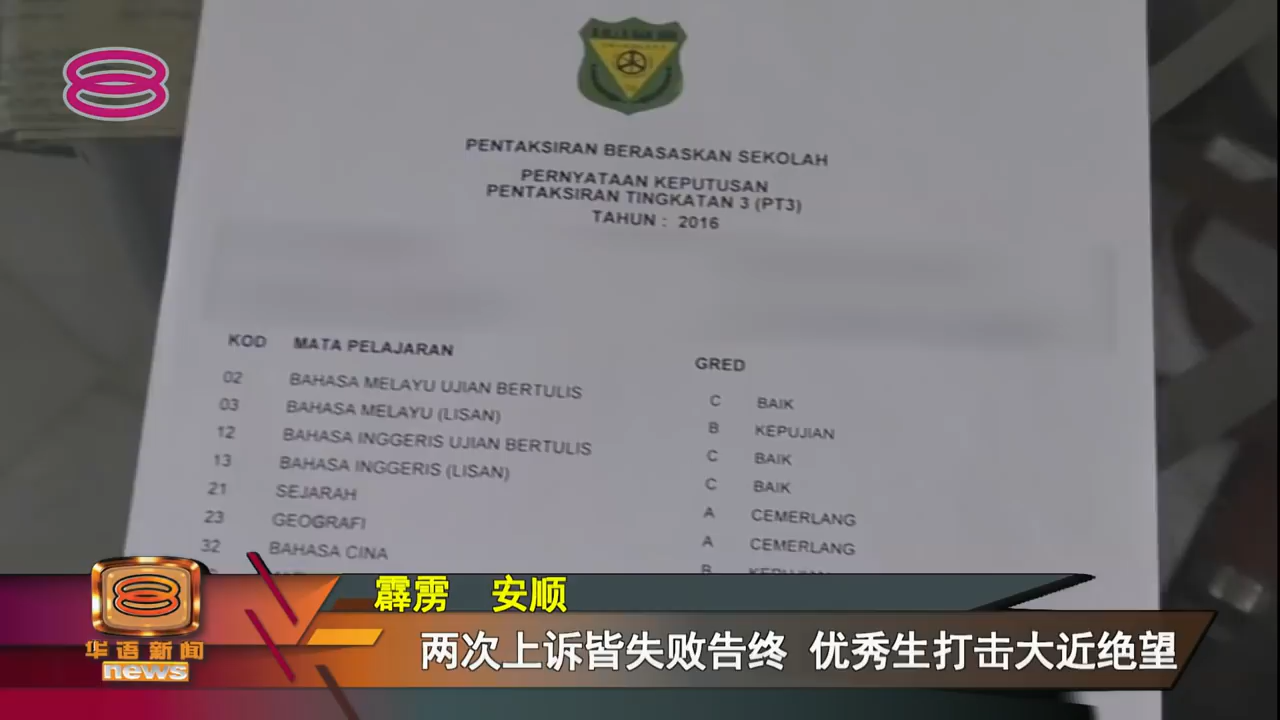 PENTAKSIRAN BERASASKAN SEKOLAH
PERNYATAAN KEPUTUSAN
PENTAKSIRAN TINGKATAN 3 (PT3)
TAHUN : 2016
KOD MATA PELAJARAN GRED
02 BAHASA MELAYU UJIAN BERTULIS C BAIK
03 BAHASA MELAYU (LISAN) B KEPUJIAN
12 BAHASA INGGERIS UJIAN BERTULIS C BAIK
13 BAHASA INGGERIS (LISAN) C BAIK
21 SEJARAH A CEMERLANG
23 GEOGRAFI A CEMERLANG
32 BAHASA CINA B KEPUJIAN
霹雳 安顺
两次上诉皆失败告终 优秀生打击大近绝望
华语新闻
news